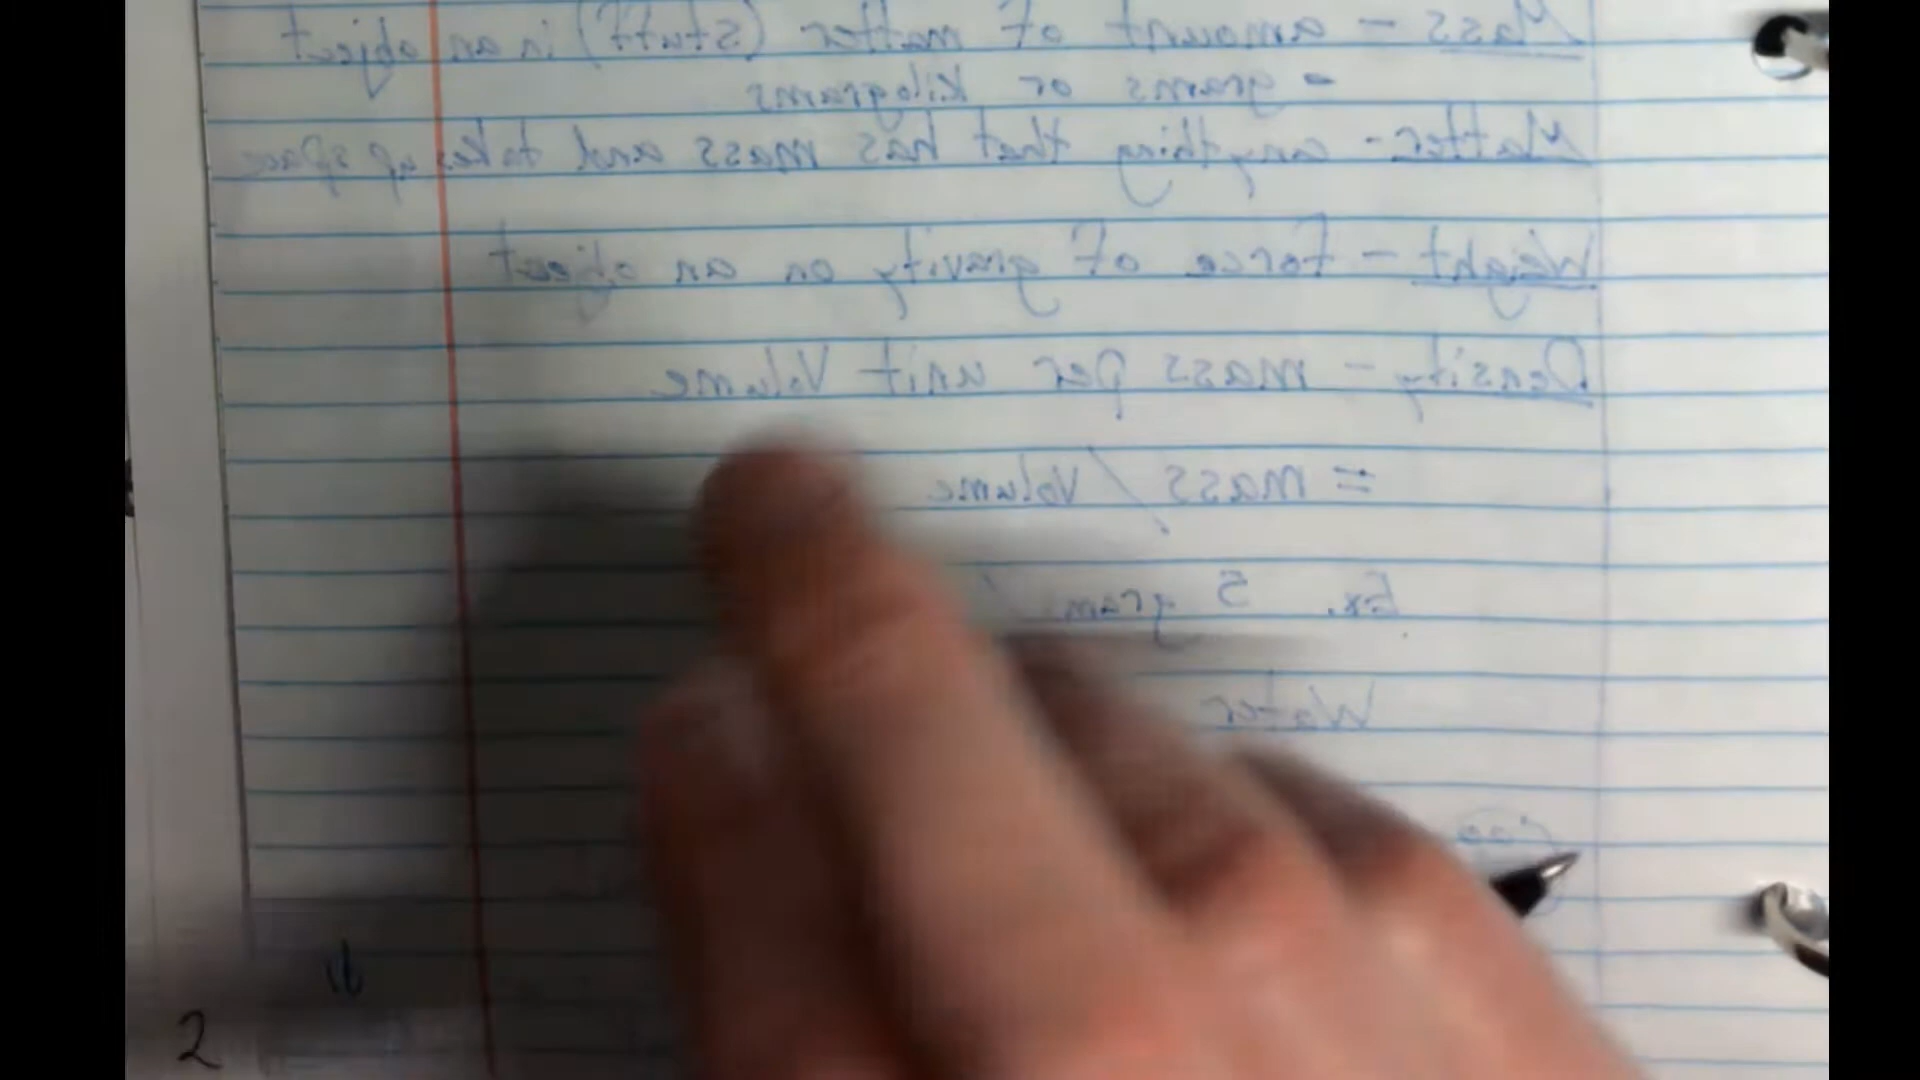 Mass - amount of matter (stuff) in an object
- grams or kilograms
Matter - anything that has mass and takes up space
Weight - force of gravity on an object
Density - mass per unit Volume
= mass / Volume
Ex. 5 gram /
Water
2